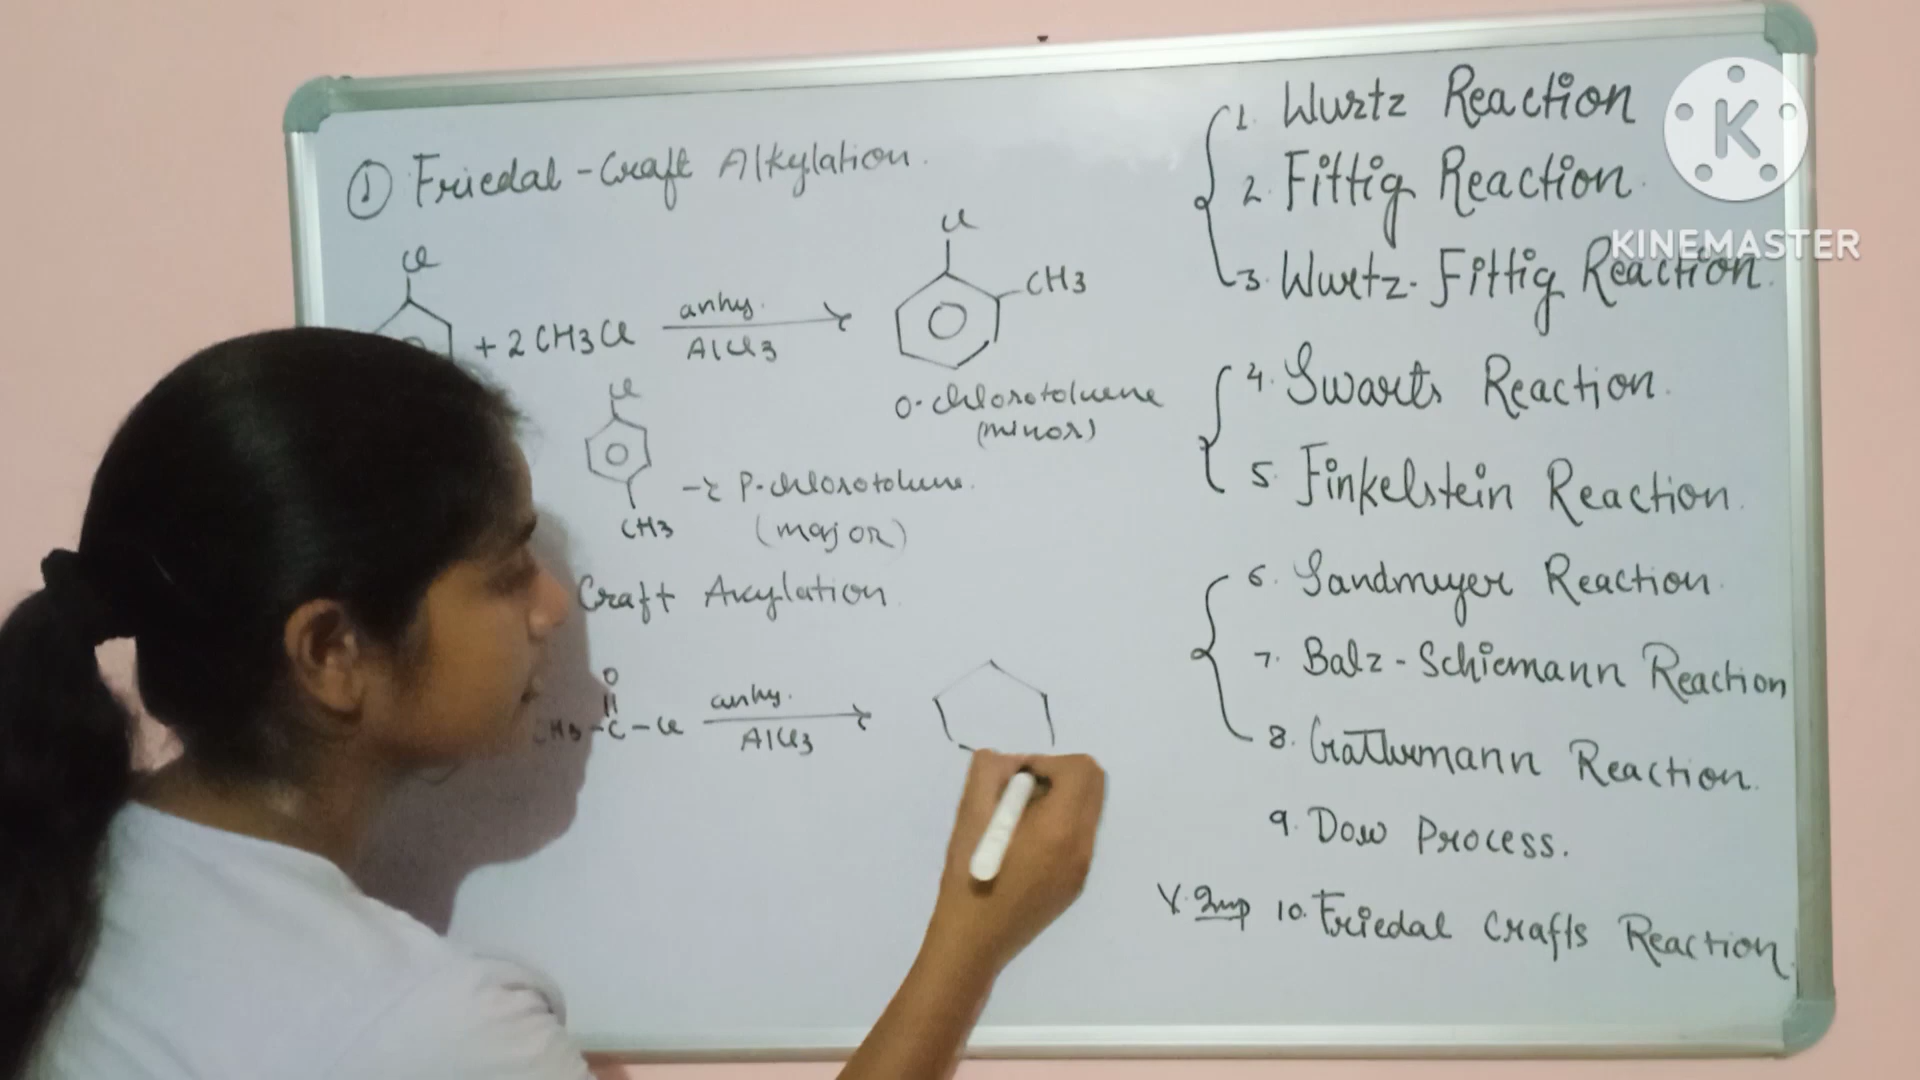 ① Friedal-Craft Alkylation.
Cl
+ 2 CH3Cl
anhy.
AlCl3
Cl
CH3
o-chlorotoluene
(minor)
Cl
CH3
→ P-chlorotoluene.
(major)
Craft Acylation.
O
CH3-C-Cl
anhy.
AlCl3
1. Wurtz Reaction
2. Fittig Reaction.
3. Wurtz-Fittig Reaction.
4. Swarts Reaction.
5. Finkelstein Reaction.
6. Sandmeyer Reaction.
7. Balz-Schiemann Reaction
8. Gattermann Reaction.
9. Dow Process.
V. Imp 10. Friedal Crafts Reaction.
K
KINEMASTER